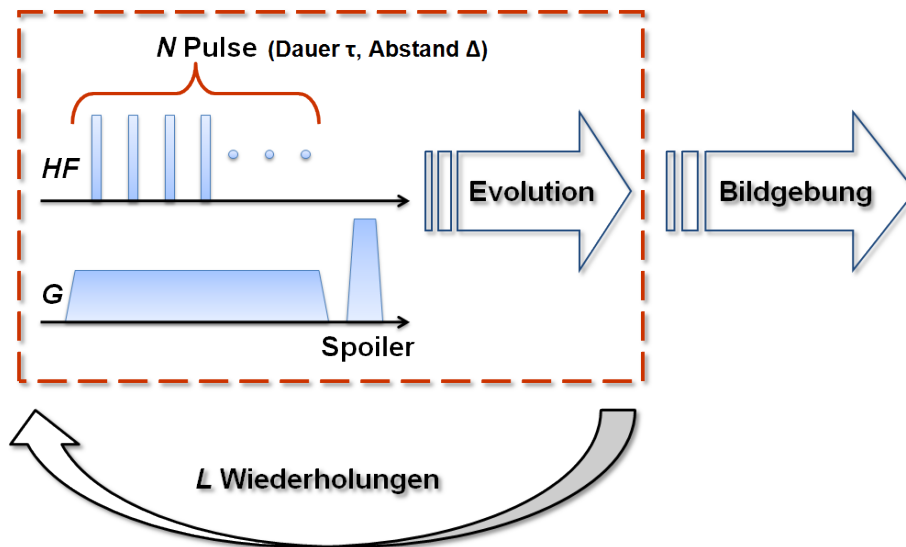 N Pulse (Dauer τ, Abstand Δ)
HF
Evolution
Bildgebung
G
Spoiler
L Wiederholungen